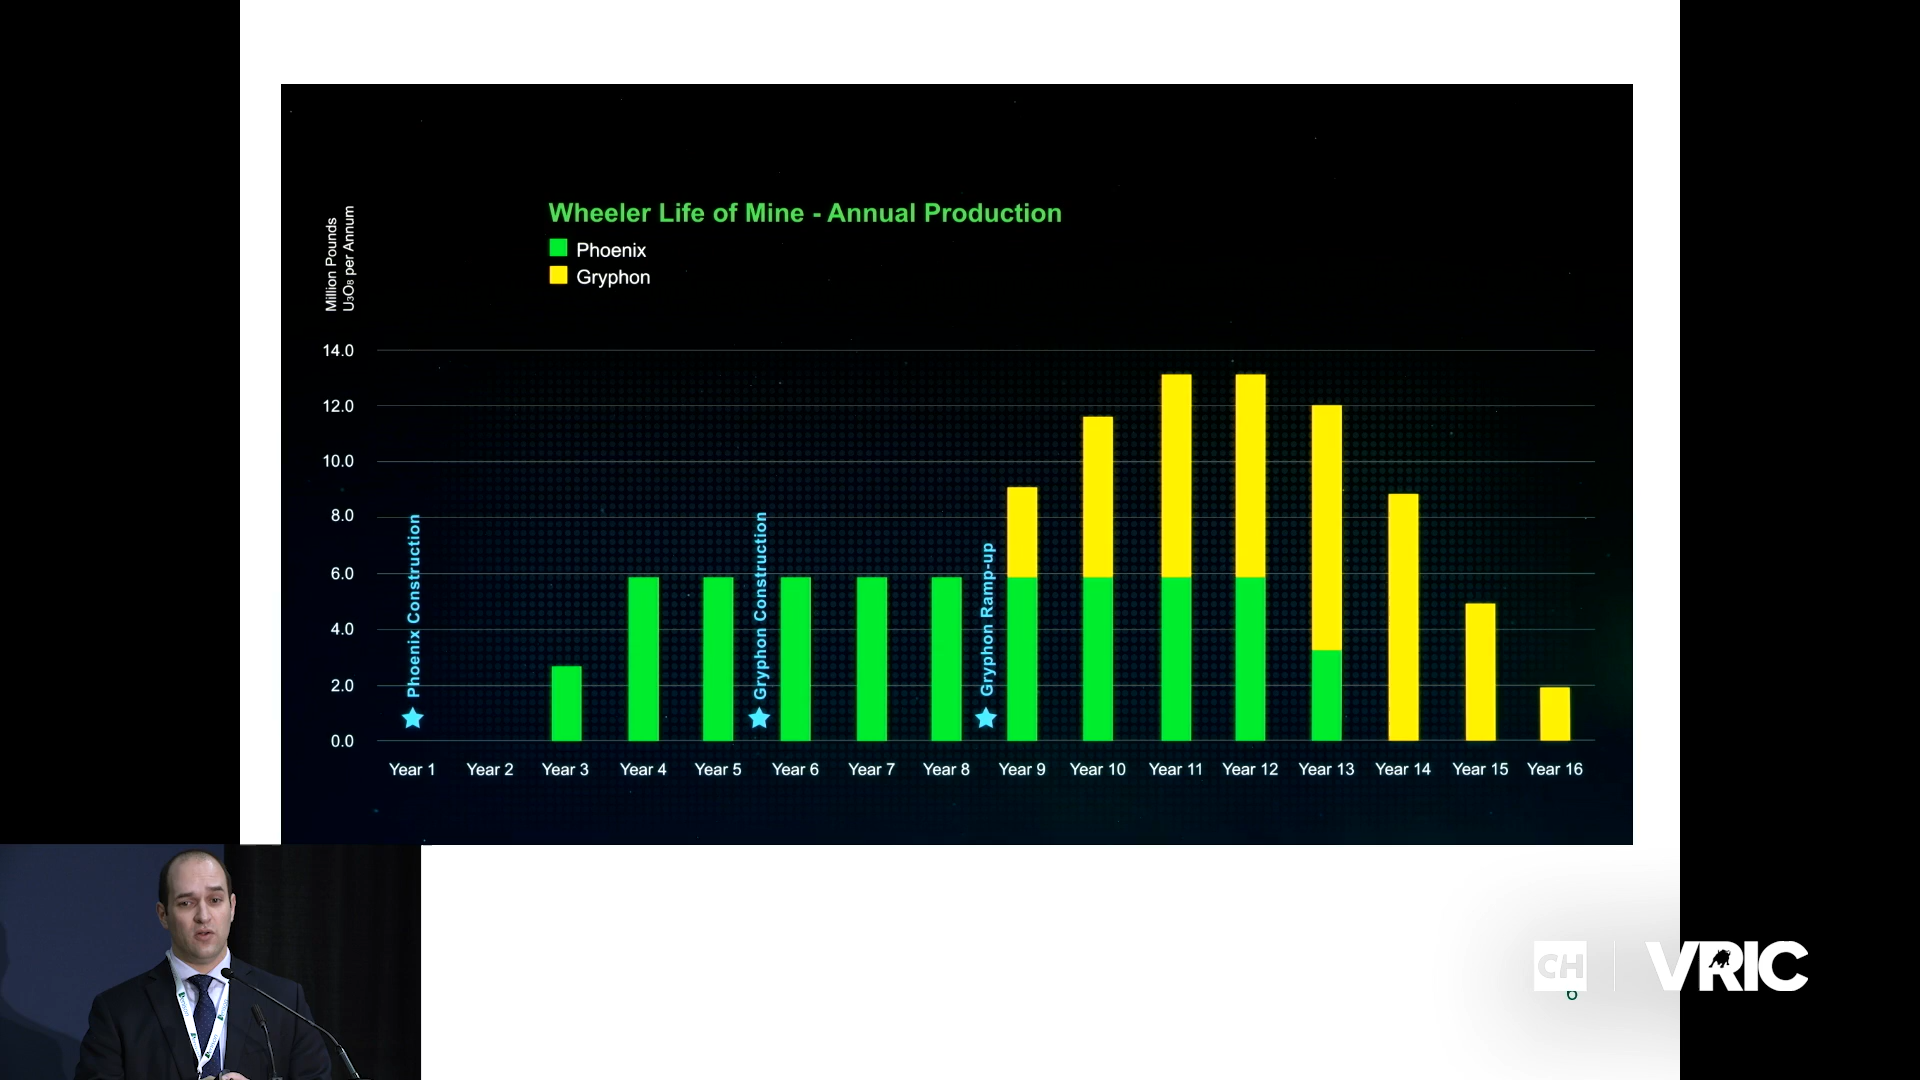 Million Pounds
U₃O₈ per Annum
Wheeler Life of Mine - Annual Production
Phoenix
Gryphon
14.0
12.0
10.0
8.0
6.0
4.0
2.0
0.0
Phoenix Construction
Gryphon Construction
Gryphon Ramp-up
Year 1 Year 2 Year 3 Year 4 Year 5 Year 6 Year 7 Year 8 Year 9 Year 10 Year 11 Year 12 Year 13 Year 14 Year 15 Year 16
CH VRIC
6